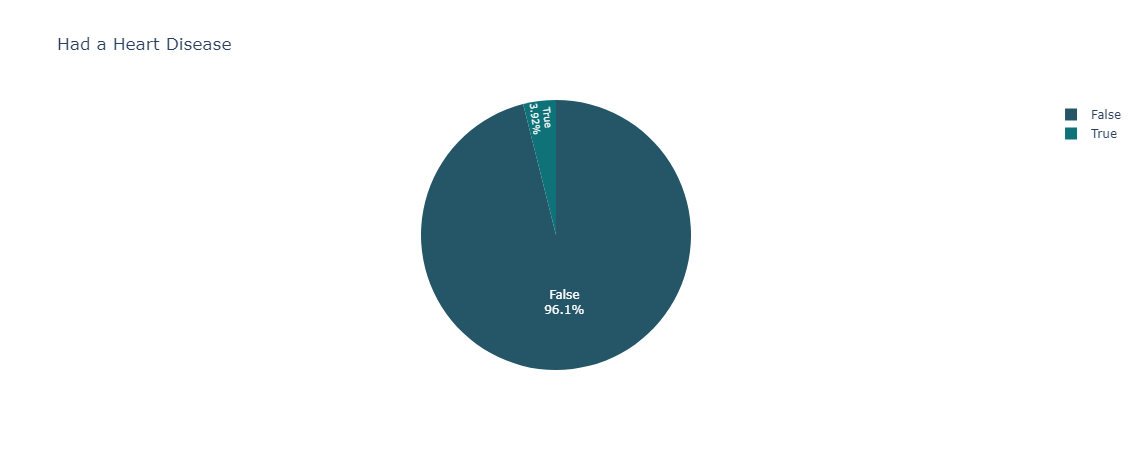 Had a Heart Disease
True
3.92%
False
96.1%
False
True